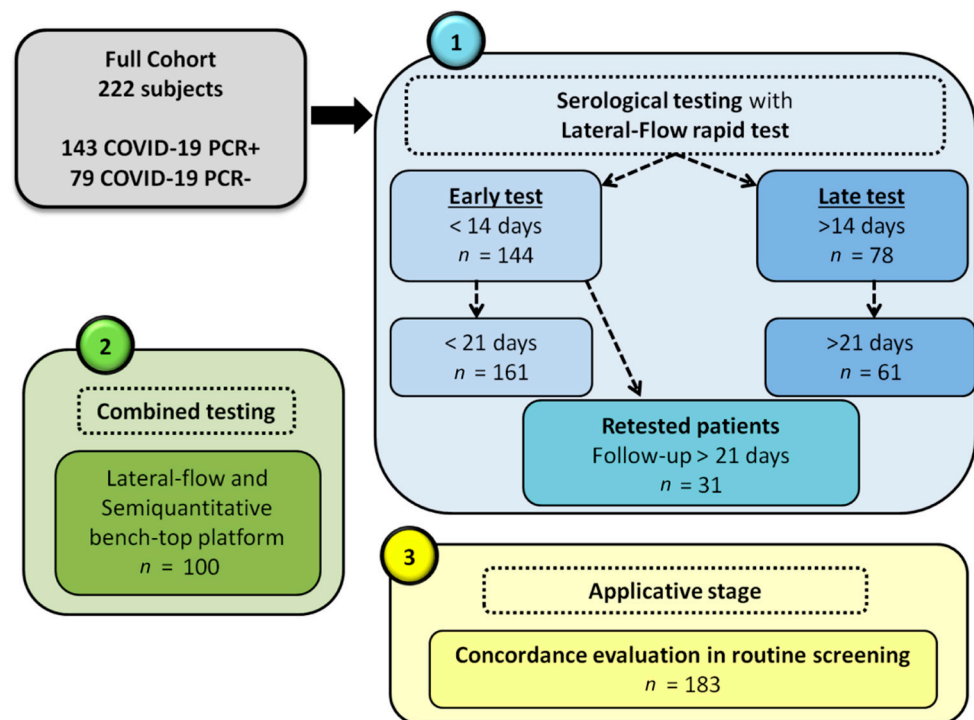 Full Cohort
222 subjects
143 COVID-19 PCR+
79 COVID-19 PCR-
1
Serological testing with
Lateral-Flow rapid test
Early test
< 14 days
n = 144
Late test
>14 days
n = 78
< 21 days
n = 161
>21 days
n = 61
Retested patients
Follow-up > 21 days
n = 31
2
Combined testing
Lateral-flow and
Semiquantitative
bench-top platform
n = 100
3
Applicative stage
Concordance evaluation in routine screening
n = 183